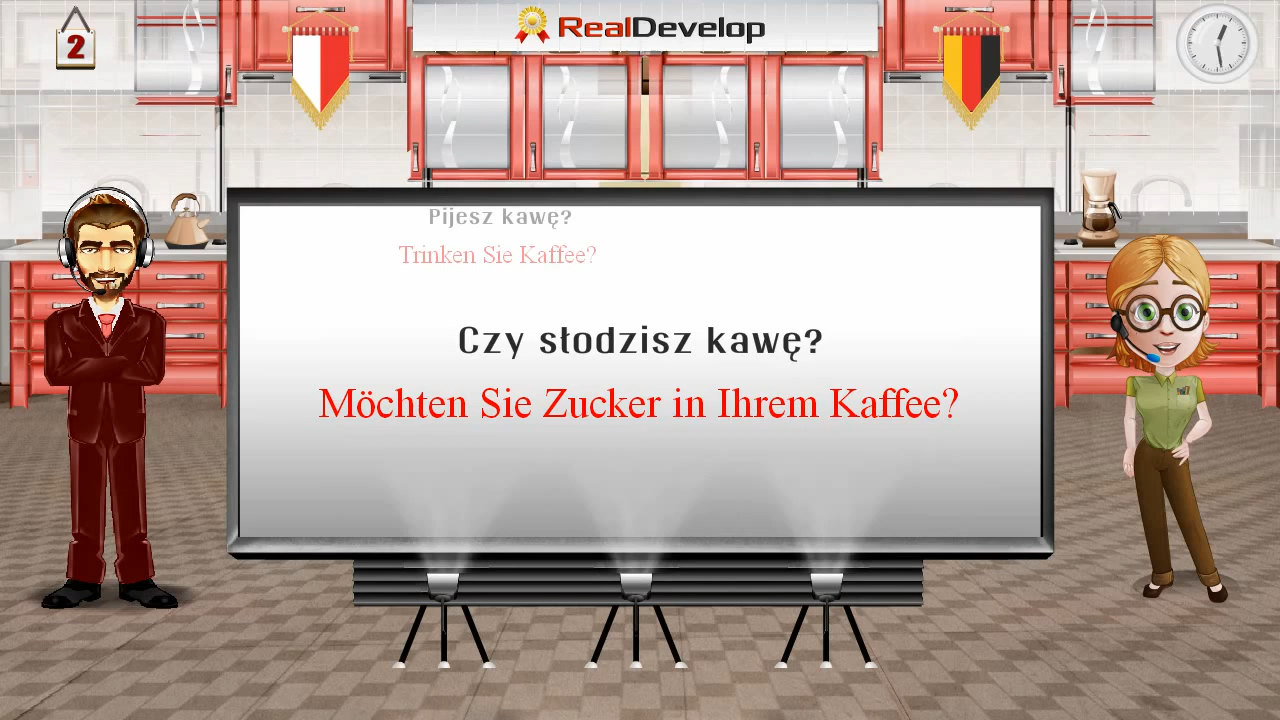 2
RealDevelop
Pijesz kawę?
Trinken Sie Kaffee?
Czy słodzisz kawę?
Möchten Sie Zucker in Ihrem Kaffee?